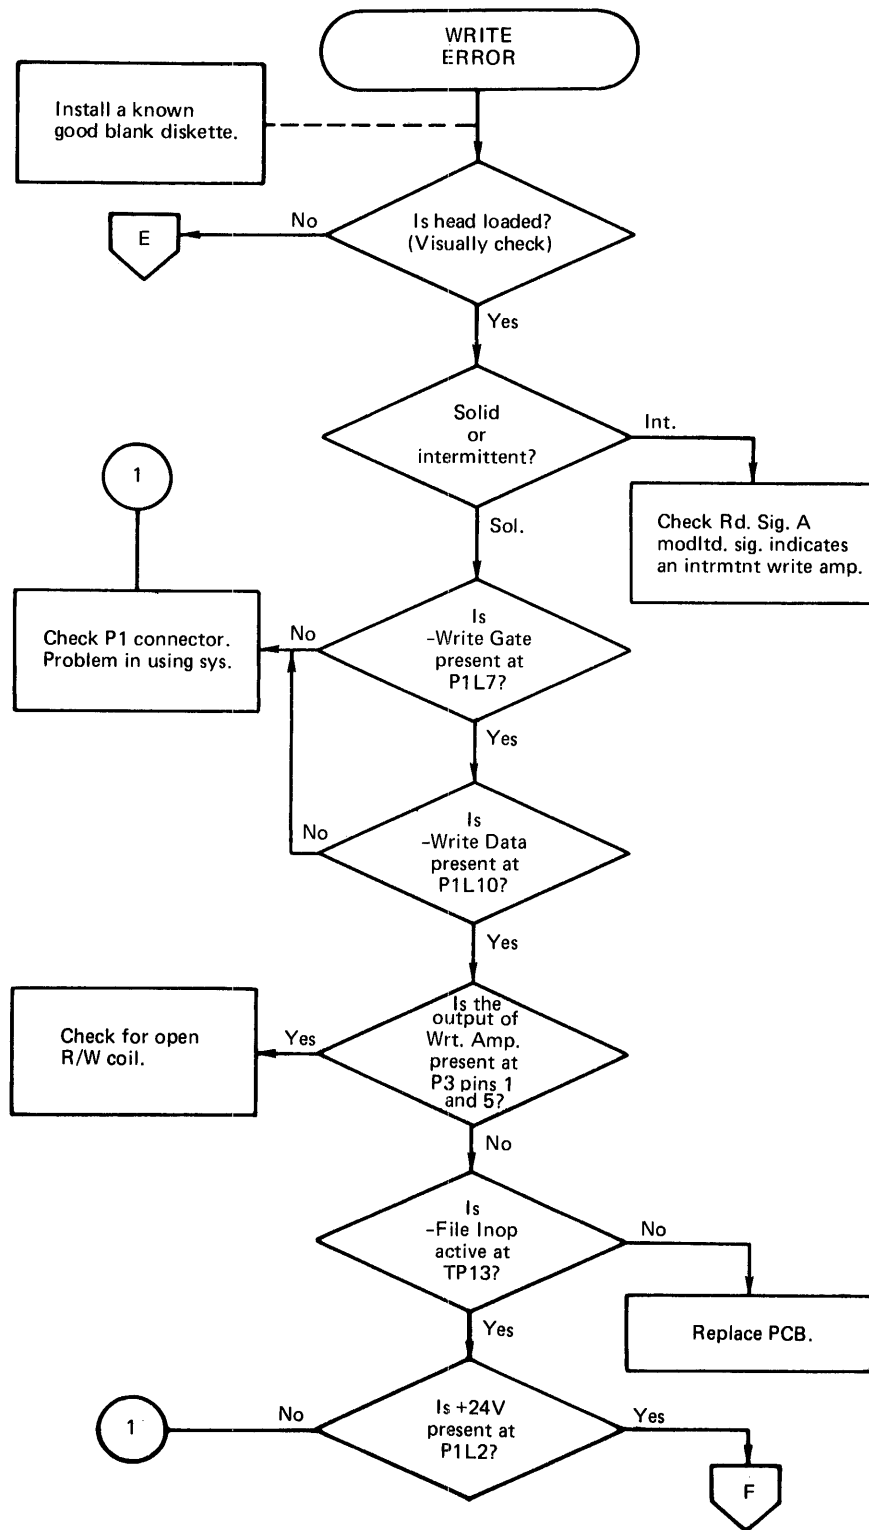 WRITE
ERROR
Install a known
good blank diskette.
Is head loaded?
(Visually check)
No
E
Yes
Solid
or
intermittent?
Int.
Check Rd. Sig. A
modltd. sig. indicates
an intrmtnt write amp.
1
Sol.
Is
–Write Gate
present at
P1L7?
No
Check P1 connector.
Problem in using sys.
Yes
Is
–Write Data
present at
P1L10?
No
Yes
Is the
output of
Wrt. Amp.
present at
P3 pins 1
and 5?
Yes
Check for open
R/W coil.
No
Is
–File Inop
active at
TP13?
No
Replace PCB.
Yes
Is +24V
present at
P1L2?
No
1
Yes
F